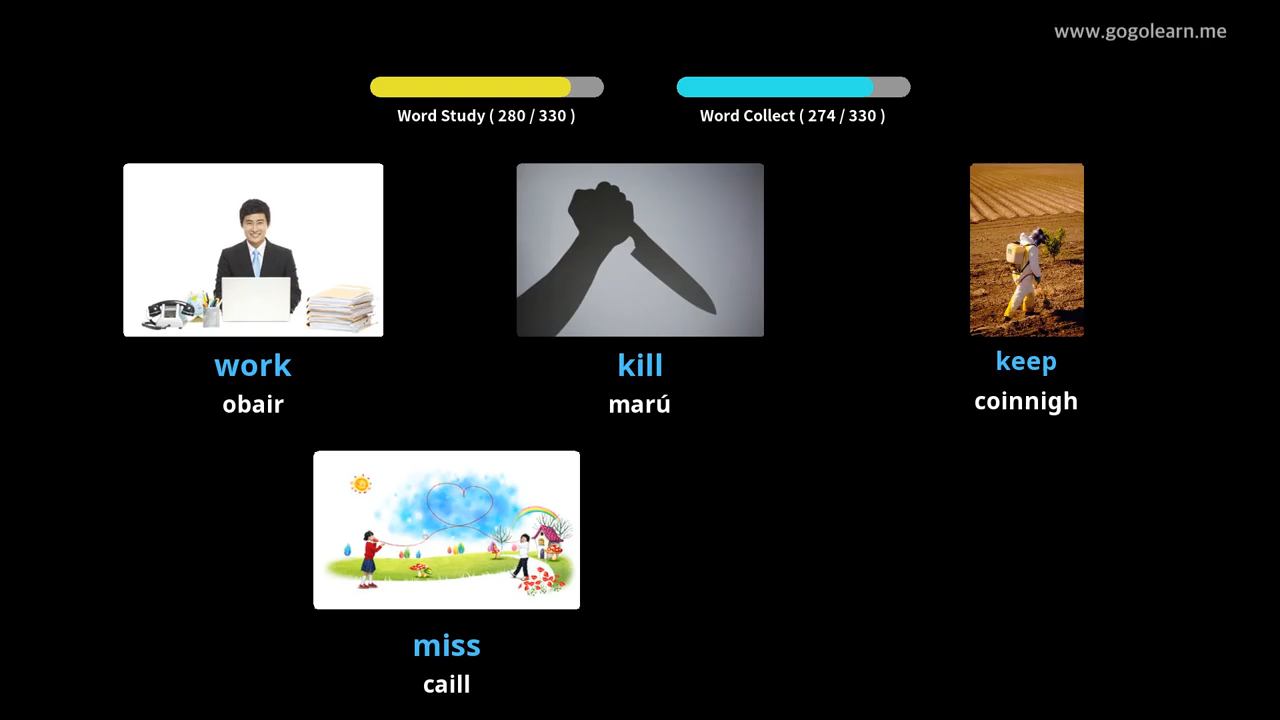 www.gogolearn.me
Word Study ( 280 / 330 )
Word Collect ( 274 / 330 )
work
obair
kill
marú
keep
coinnigh
miss
caill